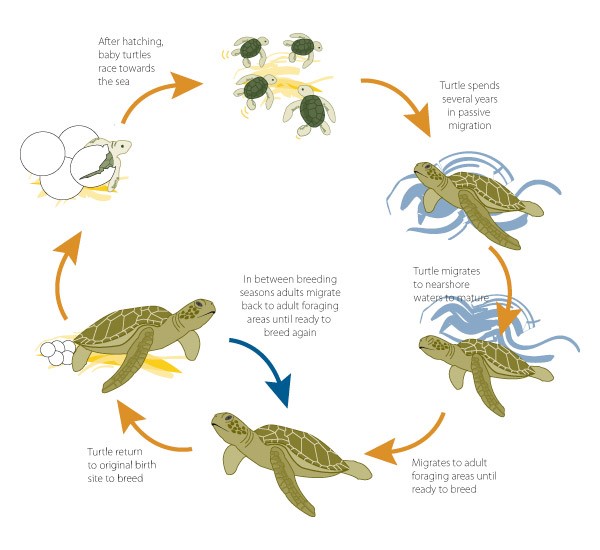 After hatching,
baby turtles
race towards
the sea
Turtle spends
several years
in passive
migration
Turtle migrates
to nearshore
waters to mature
In between breeding
seasons adults migrate
back to adult foraging
areas until ready to
breed again
Turtle return
to original birth
site to breed
Migrates to adult
foraging areas until
ready to breed